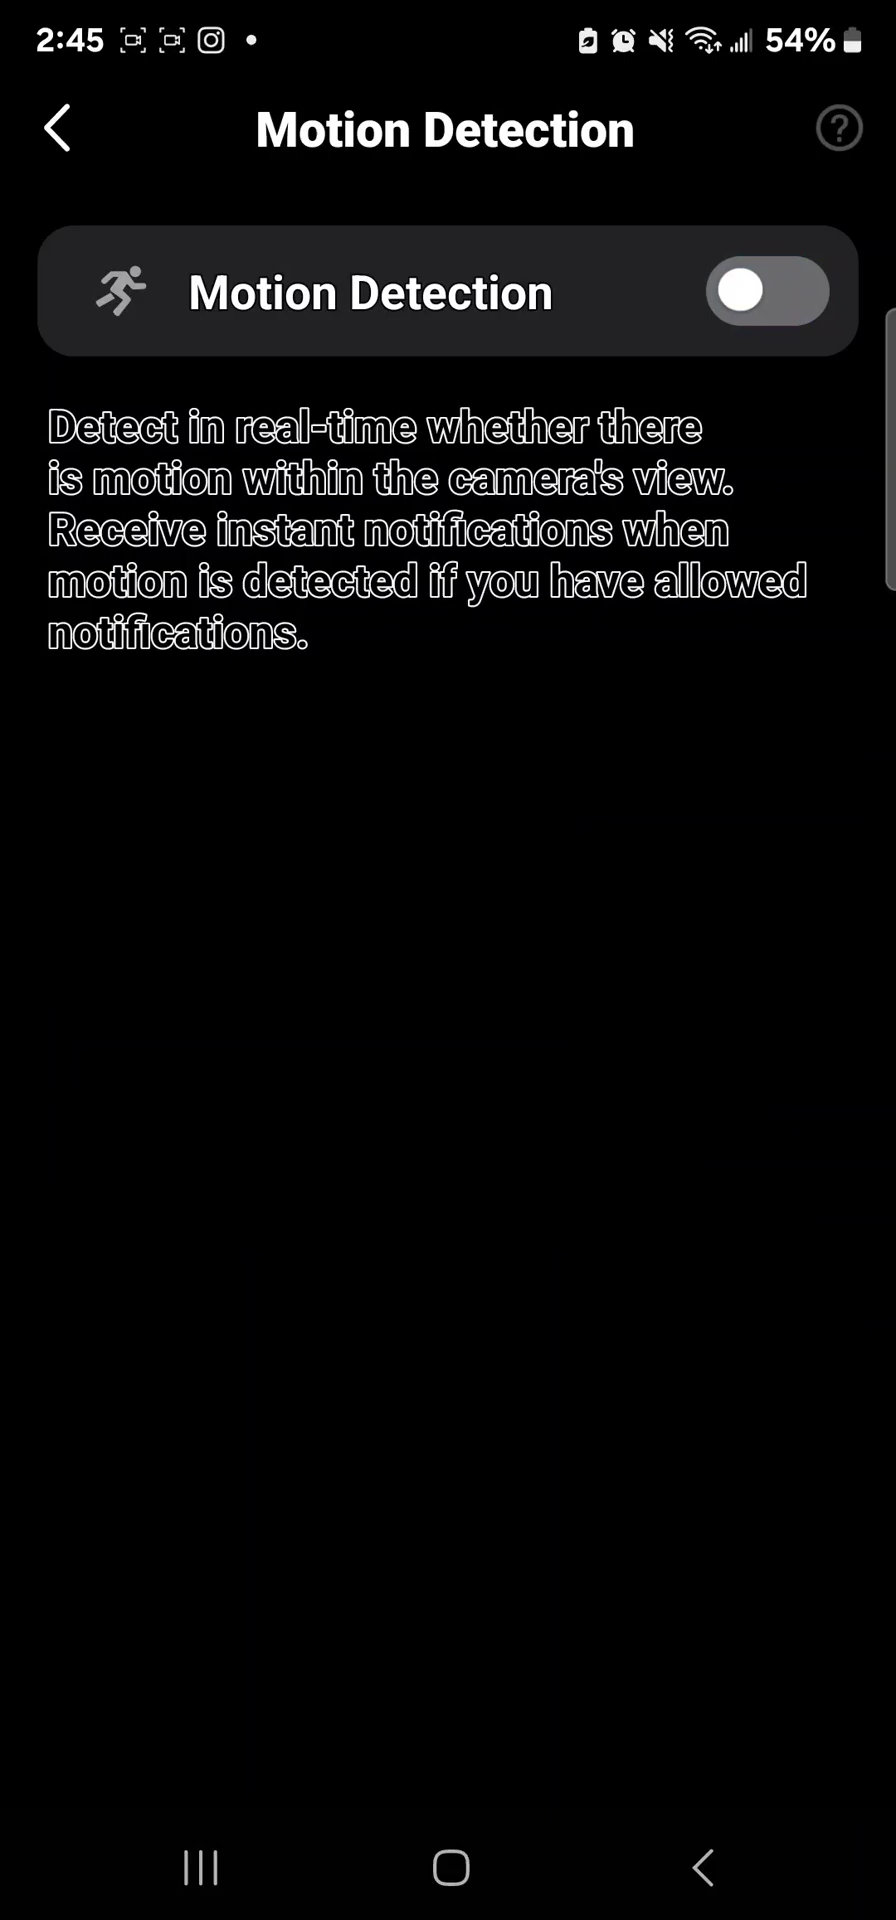 2:45 54%
Motion Detection
Motion Detection
Detect in real-time whether there
is motion within the camera's view.
Receive instant notifications when
motion is detected if you have allowed
notifications.